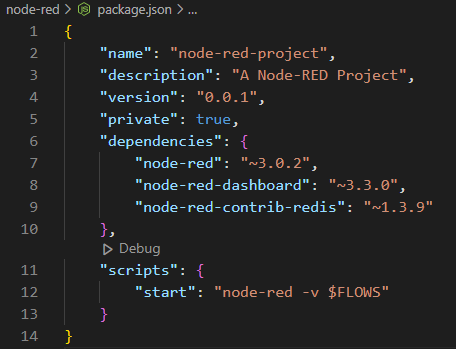 node-red > package.json > ...
1 {
2 "name": "node-red-project",
3 "description": "A Node-RED Project",
4 "version": "0.0.1",
5 "private": true,
6 "dependencies": {
7 "node-red": "~3.0.2",
8 "node-red-dashboard": "~3.3.0",
9 "node-red-contrib-redis": "~1.3.9"
10 },
Debug
11 "scripts": {
12 "start": "node-red -v $FLOWS"
13 }
14 }